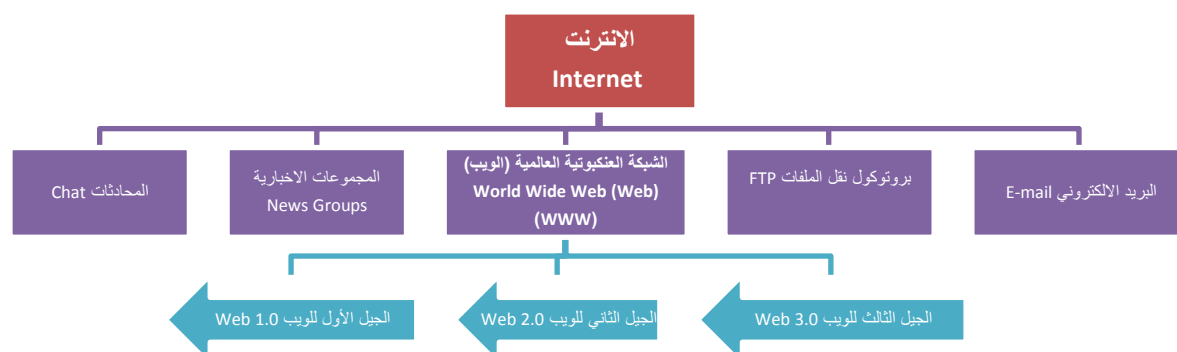 الانترنت
Internet
البريد الالكتروني E-mail
بروتوكول نقل الملفات FTP
الشبكة العنكبوتية العالمية (الويب)
World Wide Web (Web)
(WWW)
المجموعات الاخبارية
News Groups
المحادثات Chat
الجيل الثالث للويب Web 3.0
الجيل الثاني للويب Web 2.0
الجيل الأول للويب Web 1.0